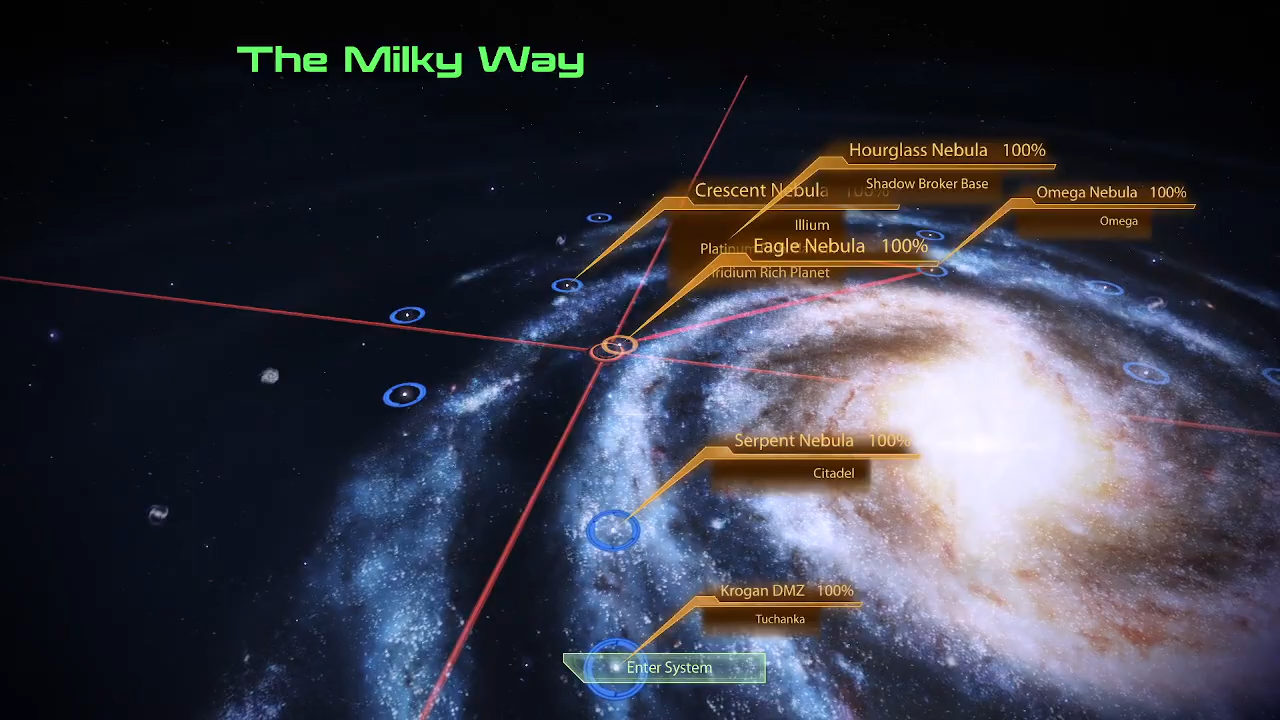 The Milky Way
Hourglass Nebula 100%
Shadow Broker Base
Crescent Nebula 100%
Omega Nebula 100%
Illium
Omega
Eagle Nebula 100%
Iridium Rich Planet
Serpent Nebula 100%
Citadel
Krogan DMZ 100%
Tuchanka
Enter System